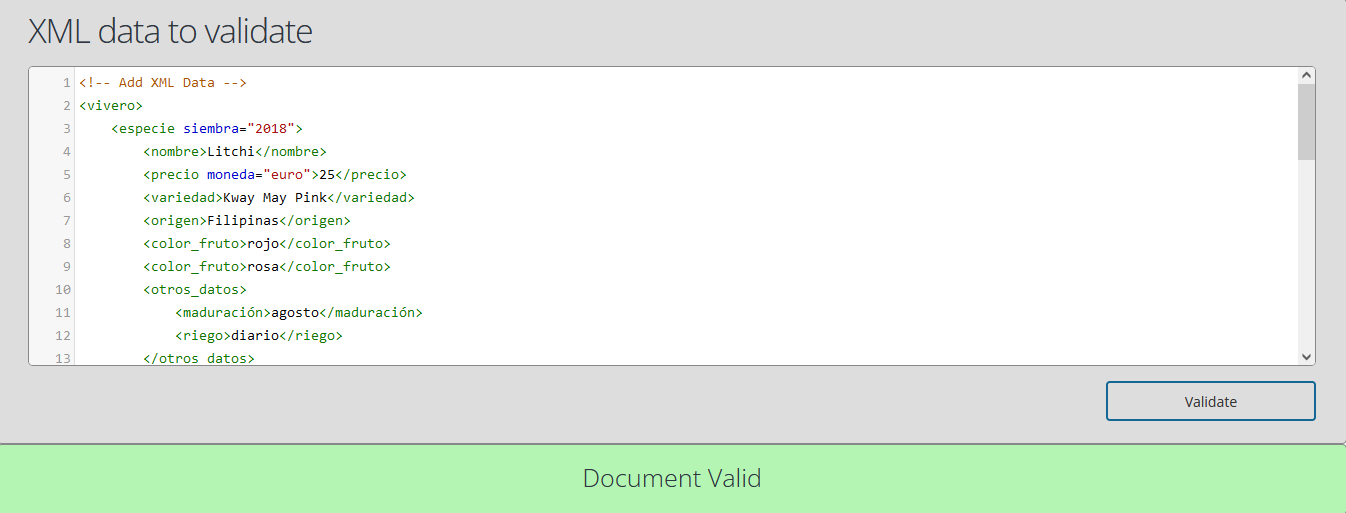 XML data to validate
1 <!-- Add XML Data -->
2 <vivero>
3 <especie siembra="2018">
4 <nombre>Litchi</nombre>
5 <precio moneda="euro">25</precio>
6 <variedad>Kway May Pink</variedad>
7 <origen>Filipinas</origen>
8 <color_fruto>rojo</color_fruto>
9 <color_fruto>rosa</color_fruto>
10 <otros_datos>
11 <maduración>agosto</maduración>
12 <riego>diario</riego>
13 </otros_datos>
Validate
Document Valid